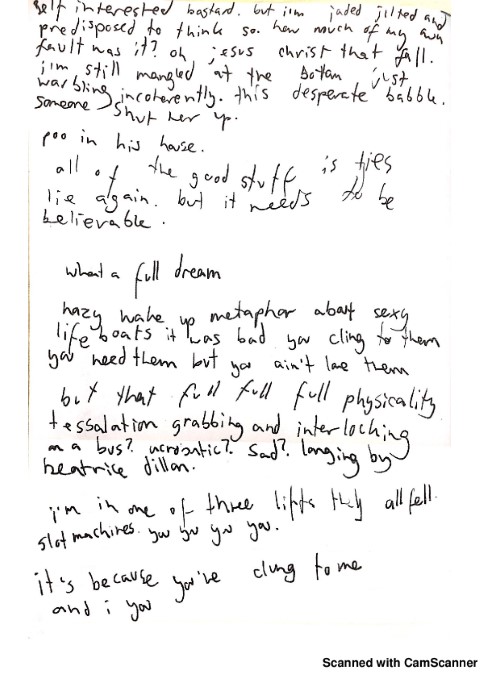 self interested bastard. but i'm jaded jilted and
predisposed to think so. how much of my own
fault was it? oh jesus christ that fall.
i'm still mangled at the bottom just
warbling incoherently. this desperate babble.
someone shut her up.
poo in his house.
all of the good stuff is ties
lie again. but it needs to be
believable.
what a full dream
hazy wake up metaphor about sexy
life boats it was bad you cling to them
you need them but you ain't love them
but that full full full physicality
tessalation grabbing and interlocking
on a bus? acrobatic? sad? longing by
beatrice dillan.
i'm in one of three lifts they all fell.
slot machines. you you you you.
it's because you've clung to me
and i you
Scanned with CamScanner